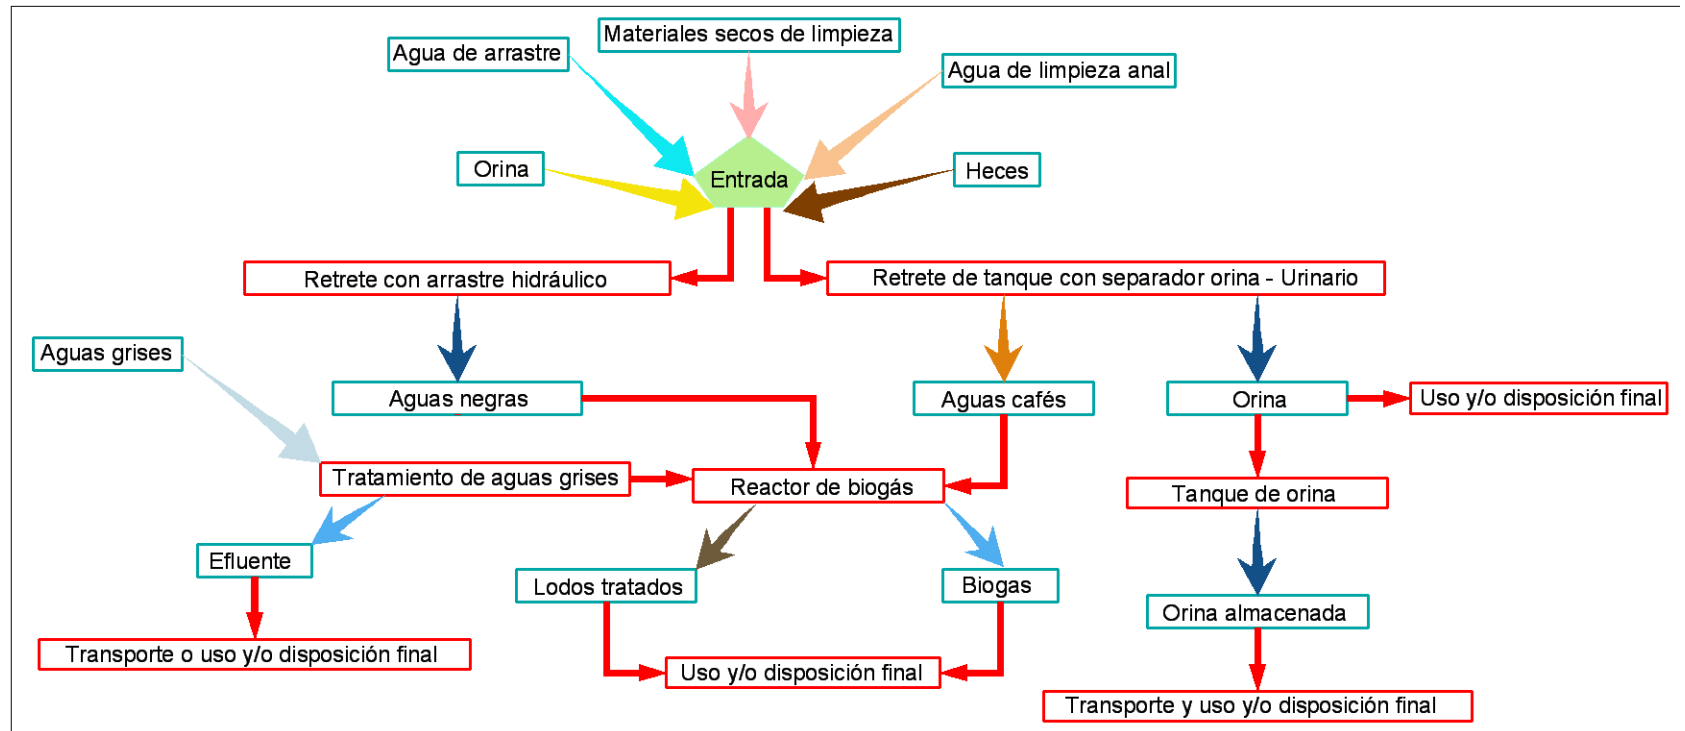 Materiales secos de limpieza
Agua de arrastre
Agua de limpieza anal
Orina
Entrada
Heces
Retrete con arrastre hidráulico
Retrete de tanque con separador orina - Urinario
Aguas grises
Aguas negras
Aguas cafés
Orina
Uso y/o disposición final
Tratamiento de aguas grises
Reactor de biogás
Tanque de orina
Efluente
Lodos tratados
Biogas
Orina almacenada
Transporte o uso y/o disposición final
Uso y/o disposición final
Transporte y uso y/o disposición final